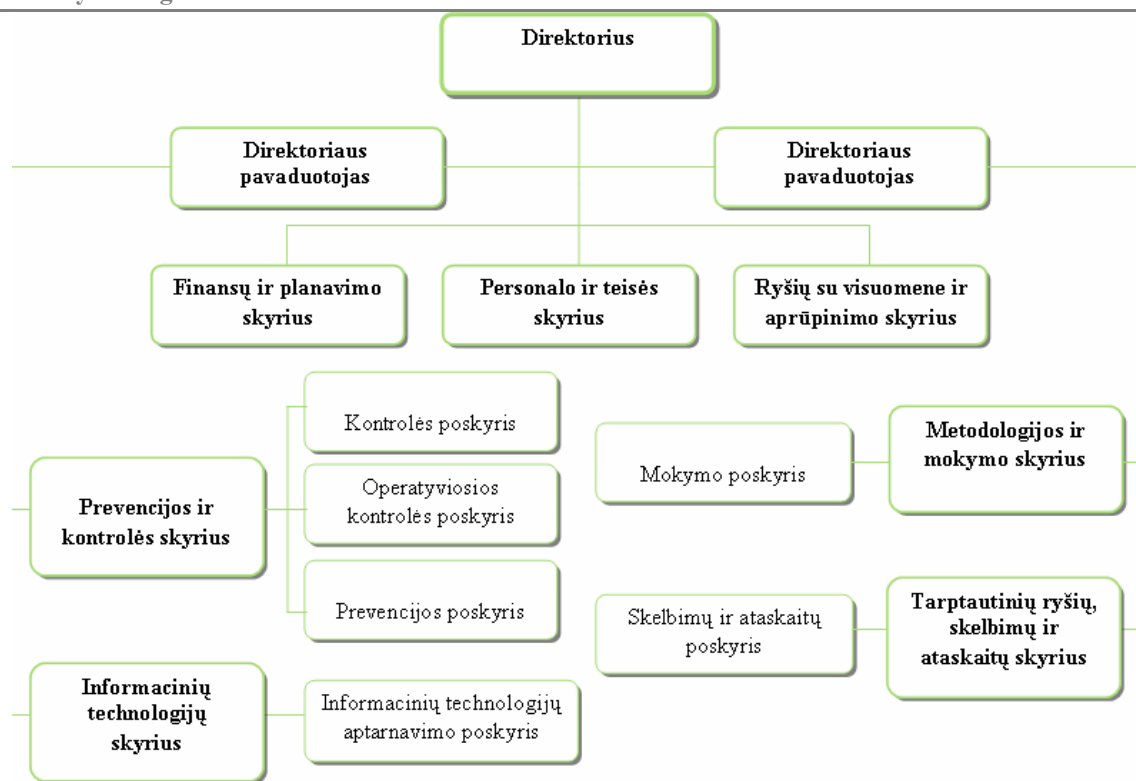 Direktorius
Direktoriaus
pavaduotojas
Direktoriaus
pavaduotojas
Finansų ir planavimo
skyrius
Personalo ir teisės
skyrius
Ryšių su visuomene ir
aprūpinimo skyrius
Kontrolės poskyris
Operatyviosios
kontrolės poskyris
Prevencijos poskyris
Prevencijos ir
kontrolės skyrius
Mokymo poskyris
Metodologijos ir
mokymo skyrius
Skelbimų ir ataskaitų
poskyris
Tarptautinių ryšių,
skelbimų ir
ataskaitų skyrius
Informacinių
technologijų
skyrius
Informacinių technologijų
aptarnavimo poskyris